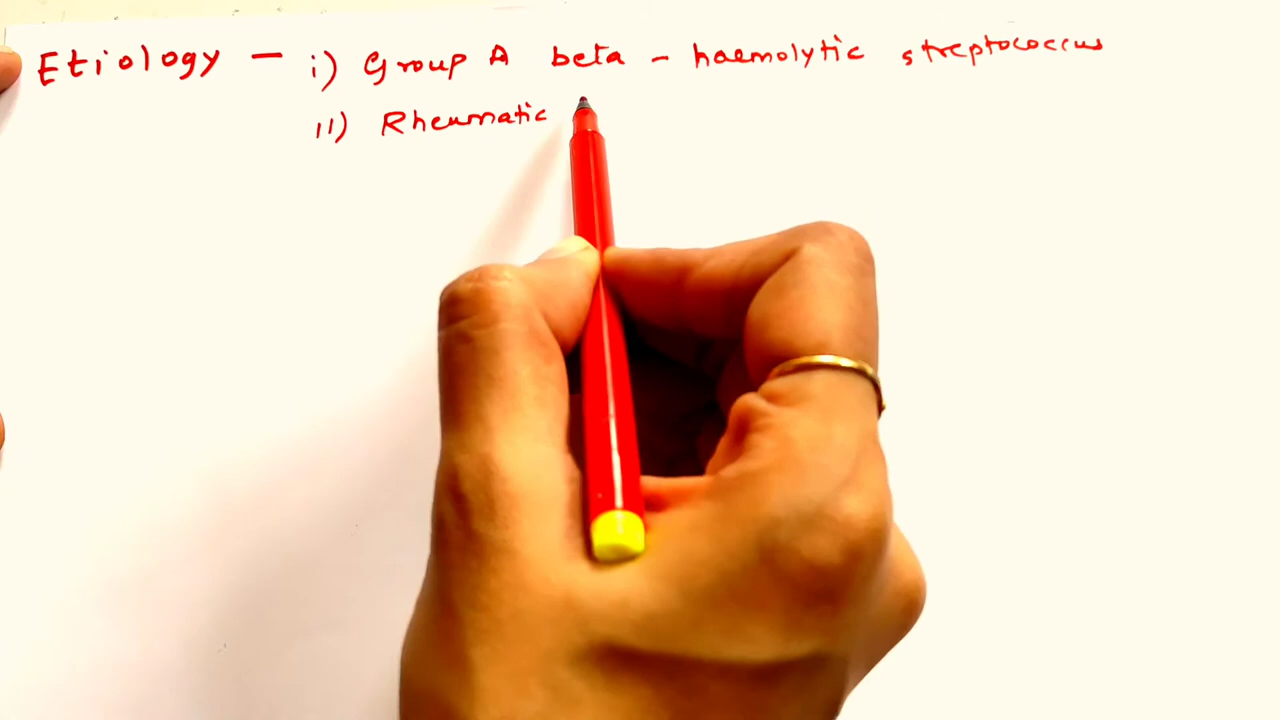 Etiology - i) Group A beta - haemolytic streptococcus
ii) Rheumatic